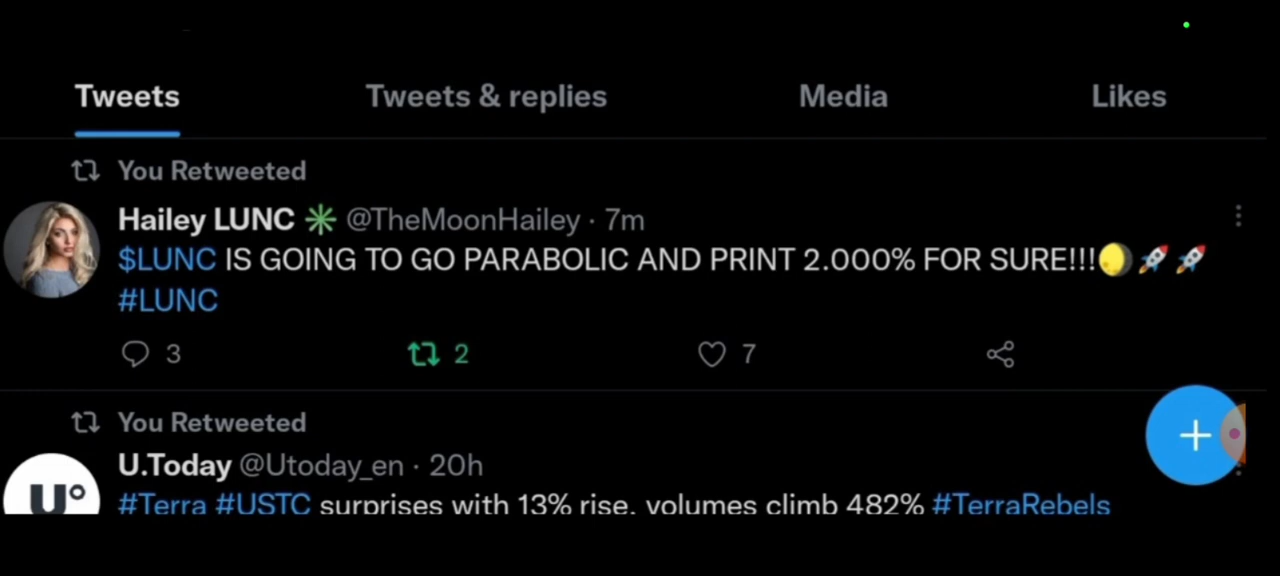 Tweets Tweets & replies Media Likes
You Retweeted
Hailey LUNC ✳️ @TheMoonHailey · 7m
$LUNC IS GOING TO GO PARABOLIC AND PRINT 2.000% FOR SURE!!!🌔🚀🚀
#LUNC
3 2 7
You Retweeted
U.Today @Utoday_en · 20h
U°
#Terra #USTC surprises with 13% rise, volumes climb 482% #TerraRebels